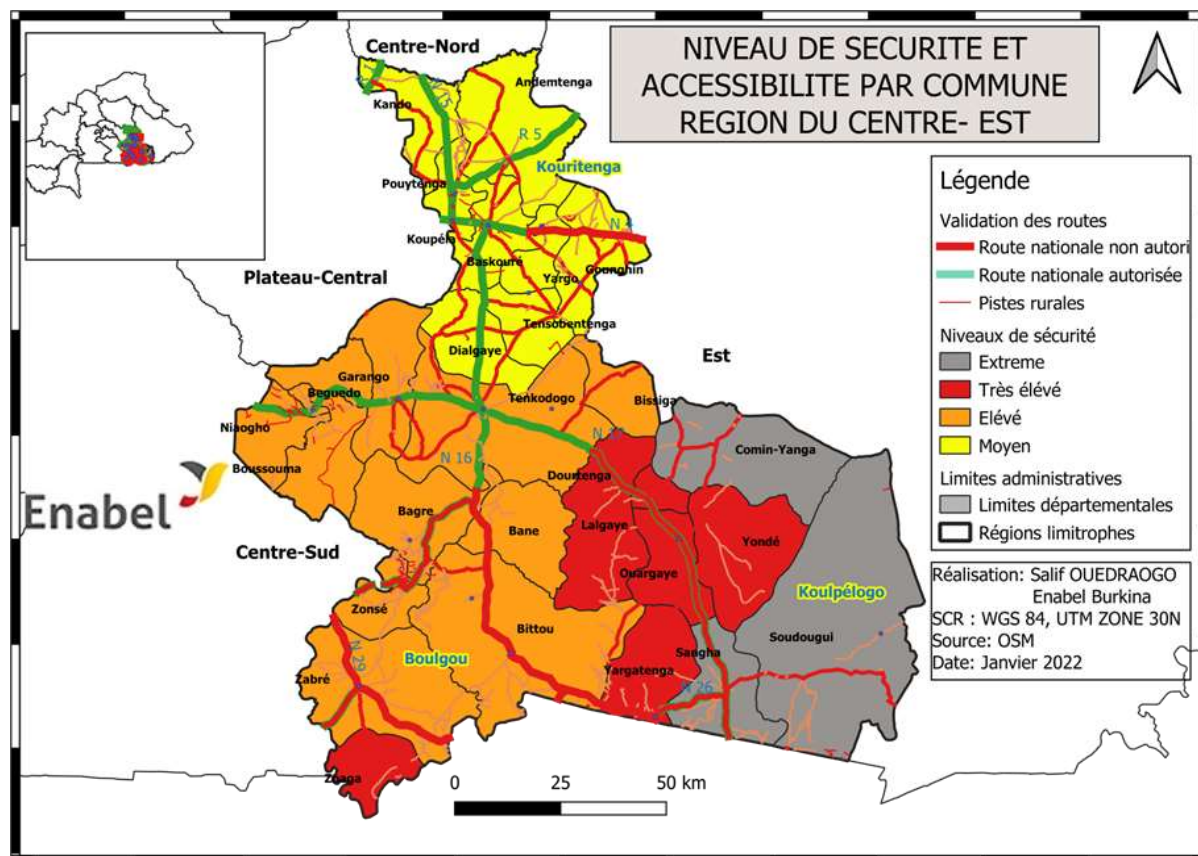 NIVEAU DE SECURITE ET
ACCESSIBILITE PAR COMMUNE
REGION DU CENTRE- EST
Centre-Nord
Andemtenga
Kando
R 5
Kouritenga
Pouytenga
N 4
Koupéla
Baskouré
Gounghin
Yargo
Plateau-Central
Tensobentenga
Dialgaye
Est
Garango
Beguedo
Tenkodogo
Bissiga
Niaogho
Comin-Yanga
Boussouma
N 16
Dourtenga
Enabel
Bagre
Bane
Lalgaye
Yondé
Centre-Sud
Ouargaye
Koulpélogo
Zonsé
Bittou
Soudougui
N 29
Boulgou
Sangha
Zabré
Yargatenga
N 26
Zoaga
0 25 50 km
Légende
Validation des routes
Route nationale non autori
Route nationale autorisée
Pistes rurales
Niveaux de sécurité
Extreme
Très élévé
Elévé
Moyen
Limites administratives
Limites départementales
Régions limitrophes
Réalisation: Salif OUEDRAOGO
Enabel Burkina
SCR : WGS 84, UTM ZONE 30N
Source: OSM
Date: Janvier 2022